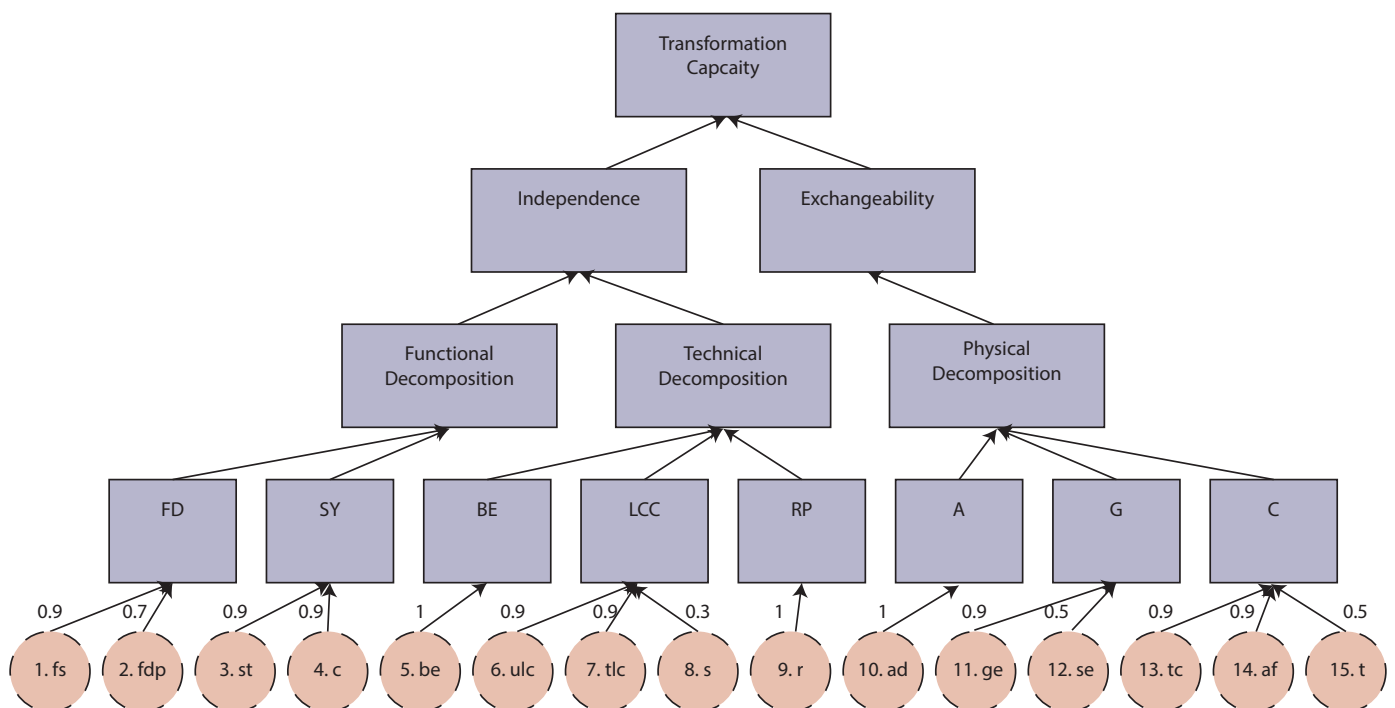 Transformation
Capcaity
Independence
Exchangeability
Functional
Decomposition
Technical
Decomposition
Physical
Decomposition
FD
SY
BE
LCC
RP
A
G
C
0.9
0.7
0.9
0.9
1
0.9
0.9
0.3
1
1
0.9
0.5
0.9
0.9
0.5
1. fs
2. fdp
3. st
4. c
5. be
6. ulc
7. tlc
8. s
9. r
10. ad
11. ge
12. se
13. tc
14. af
15. t